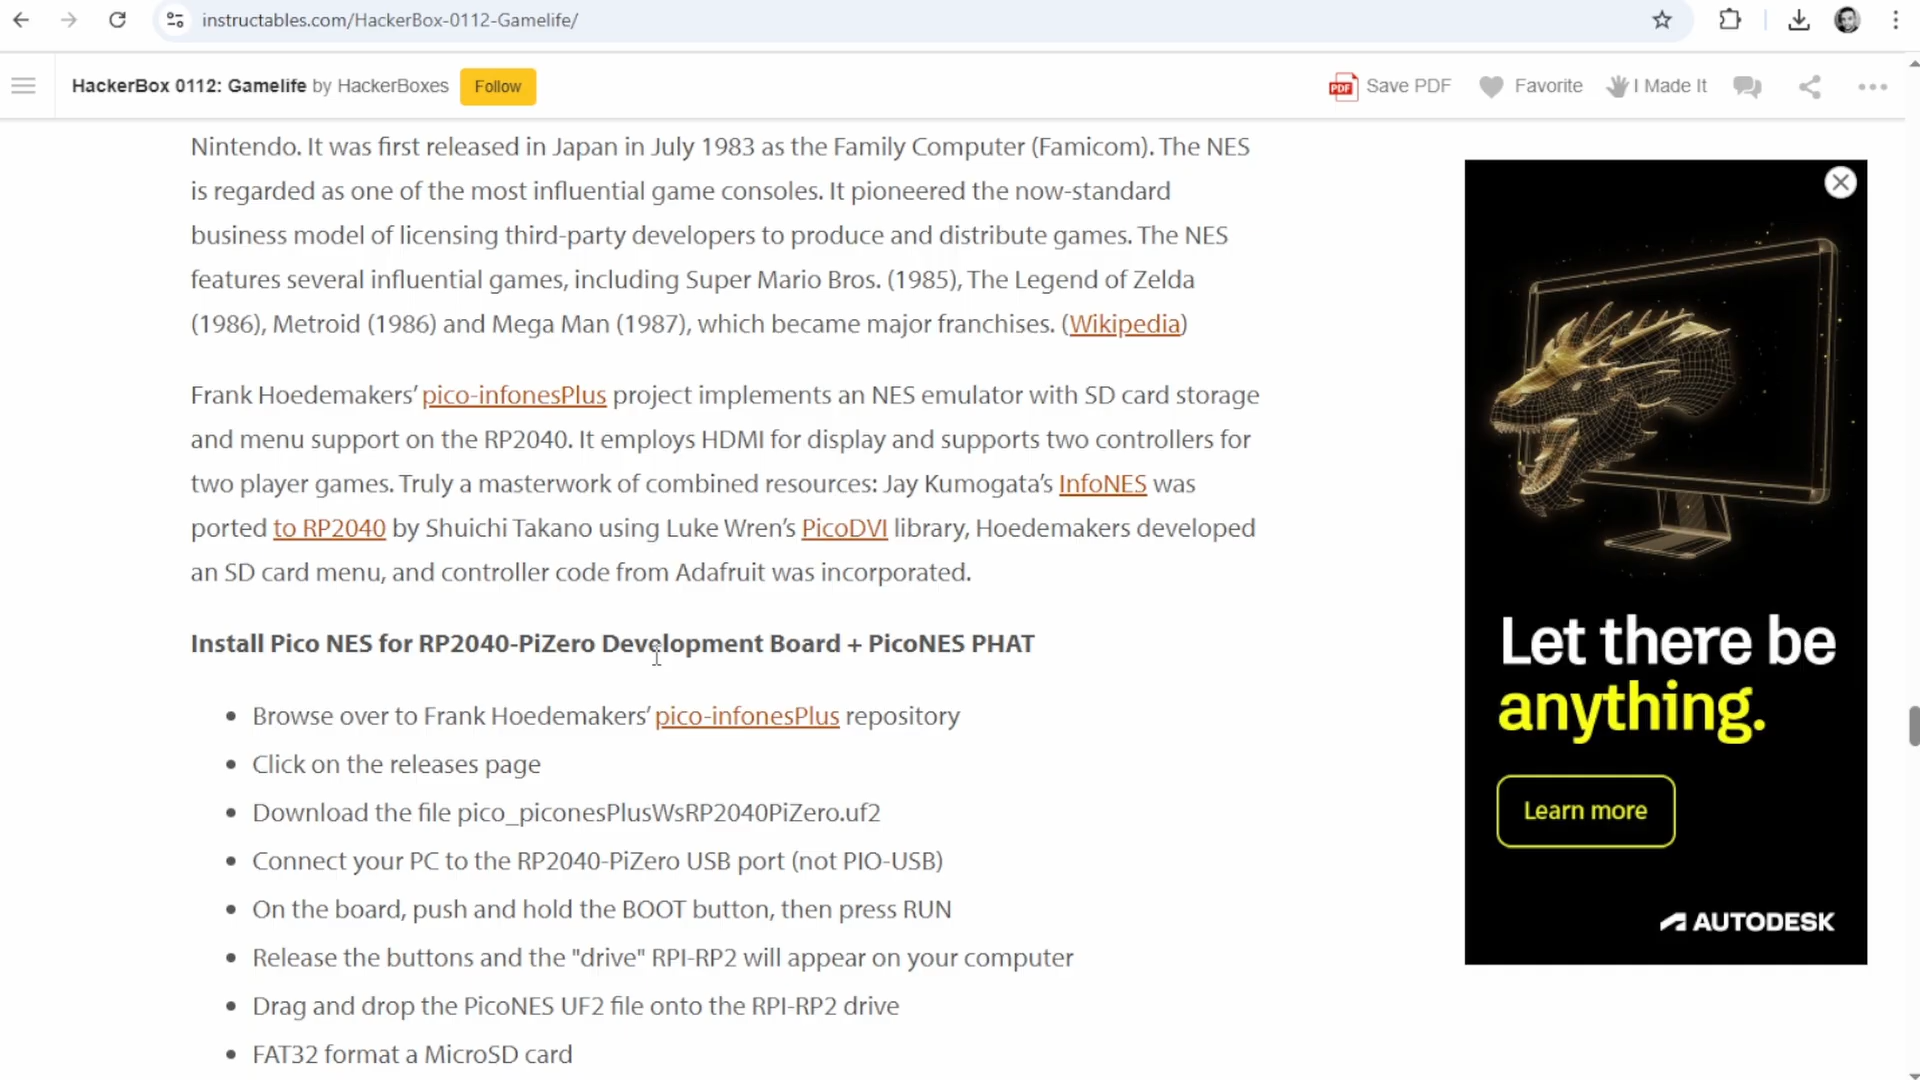 instructables.com/HackerBox-0112-Gamelife/
HackerBox 0112: Gamelife by HackerBoxes
Follow
PDF
Save PDF
Favorite
I Made It
Nintendo. It was first released in Japan in July 1983 as the Family Computer (Famicom). The NES
is regarded as one of the most influential game consoles. It pioneered the now-standard
business model of licensing third-party developers to produce and distribute games. The NES
features several influential games, including Super Mario Bros. (1985), The Legend of Zelda
(1986), Metroid (1986) and Mega Man (1987), which became major franchises. (Wikipedia)
Frank Hoedemakers’ pico-infonesPlus project implements an NES emulator with SD card storage
and menu support on the RP2040. It employs HDMI for display and supports two controllers for
two player games. Truly a masterwork of combined resources: Jay Kumogata’s InfoNES was
ported to RP2040 by Shuichi Takano using Luke Wren’s PicoDVI library, Hoedemakers developed
an SD card menu, and controller code from Adafruit was incorporated.
Install Pico NES for RP2040-PiZero Development Board + PicoNES PHAT
• Browse over to Frank Hoedemakers’ pico-infonesPlus repository
• Click on the releases page
• Download the file pico_piconesPlusWsRP2040PiZero.uf2
• Connect your PC to the RP2040-PiZero USB port (not PIO-USB)
• On the board, push and hold the BOOT button, then press RUN
• Release the buttons and the "drive" RPI-RP2 will appear on your computer
• Drag and drop the PicoNES UF2 file onto the RPI-RP2 drive
• FAT32 format a MicroSD card
Let there be
anything.
Learn more
AUTODESK